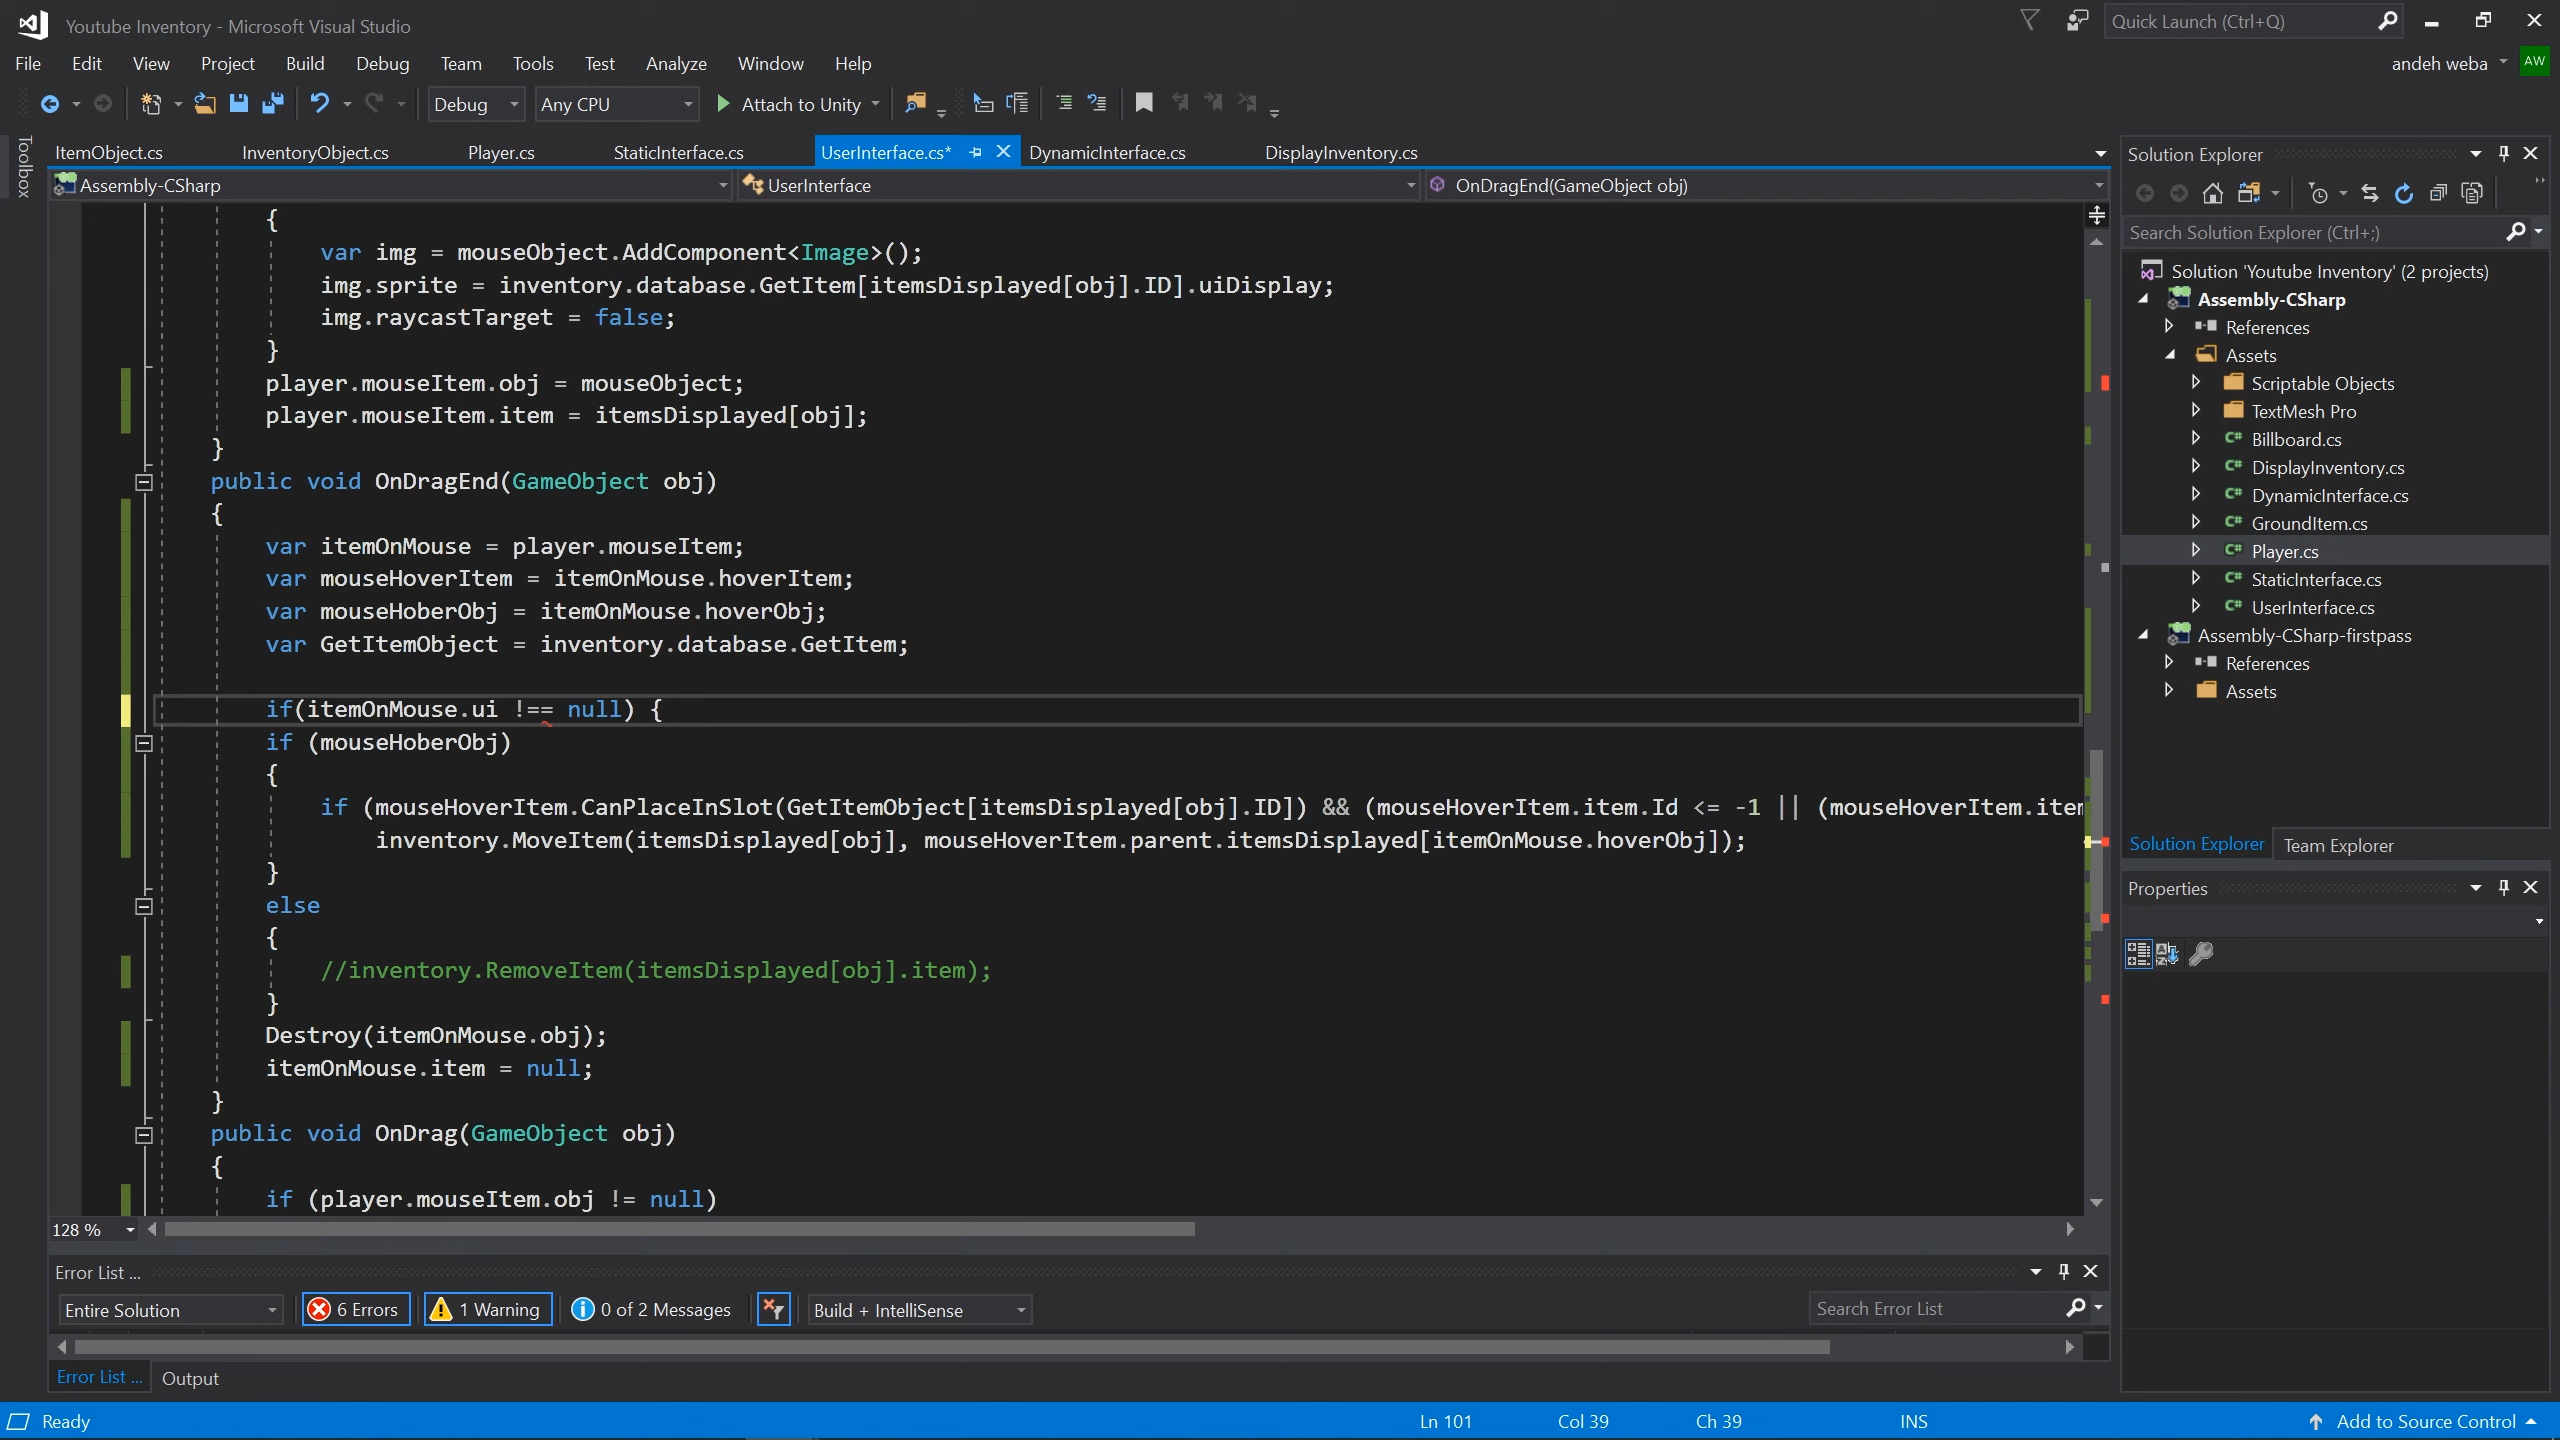 Youtube Inventory - Microsoft Visual Studio
Quick Launch (Ctrl+Q)
File Edit View Project Build Debug Team Tools Test Analyze Window Help
andeh weba AW
Debug Any CPU Attach to Unity
Toolbox
ItemObject.cs InventoryObject.cs Player.cs StaticInterface.cs UserInterface.cs* DynamicInterface.cs DisplayInventory.cs
Assembly-CSharp UserInterface OnDragEnd(GameObject obj)
{
var img = mouseObject.AddComponent<Image>();
img.sprite = inventory.database.GetItem[itemsDisplayed[obj].ID].uiDisplay;
img.raycastTarget = false;
}
player.mouseItem.obj = mouseObject;
player.mouseItem.item = itemsDisplayed[obj];
}
public void OnDragEnd(GameObject obj)
{
var itemOnMouse = player.mouseItem;
var mouseHoverItem = itemOnMouse.hoverItem;
var mouseHoberObj = itemOnMouse.hoverObj;
var GetItemObject = inventory.database.GetItem;
if(itemOnMouse.ui !== null) {
if (mouseHoberObj)
{
if (mouseHoverItem.CanPlaceInSlot(GetItemObject[itemsDisplayed[obj].ID]) && (mouseHoverItem.item.Id <= -1 || (mouseHoverItem.item
inventory.MoveItem(itemsDisplayed[obj], mouseHoverItem.parent.itemsDisplayed[itemOnMouse.hoverObj]);
}
else
{
//inventory.RemoveItem(itemsDisplayed[obj].item);
}
Destroy(itemOnMouse.obj);
itemOnMouse.item = null;
}
public void OnDrag(GameObject obj)
{
if (player.mouseItem.obj != null)
128 %
Error List ...
Entire Solution 6 Errors 1 Warning 0 of 2 Messages Build + IntelliSense Search Error List
Error List ... Output
Solution Explorer
Search Solution Explorer (Ctrl+;)
Solution 'Youtube Inventory' (2 projects)
Assembly-CSharp
References
Assets
Scriptable Objects
TextMesh Pro
C# Billboard.cs
C# DisplayInventory.cs
C# DynamicInterface.cs
C# GroundItem.cs
C# Player.cs
C# StaticInterface.cs
C# UserInterface.cs
Assembly-CSharp-firstpass
References
Assets
Solution Explorer Team Explorer
Properties
Ready Ln 101 Col 39 Ch 39 INS Add to Source Control